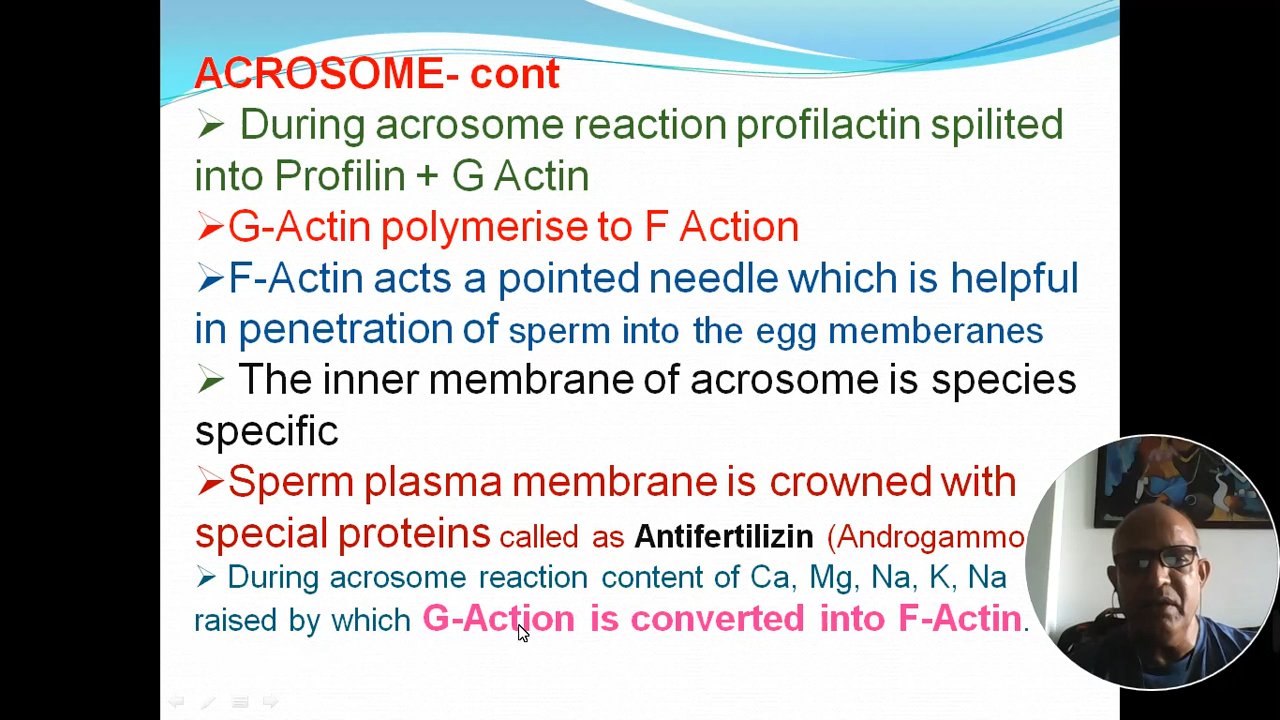 ACROSOME- cont
➢ During acrosome reaction profilactin spilited
into Profilin + G Actin
➢G-Actin polymerise to F Action
➢F-Actin acts a pointed needle which is helpful
in penetration of sperm into the egg memberanes
➢ The inner membrane of acrosome is species
specific
➢Sperm plasma membrane is crowned with
special proteins called as Antifertilizin (Androgammo
➢ During acrosome reaction content of Ca, Mg, Na, K, Na
raised by which G-Action is converted into F-Actin.